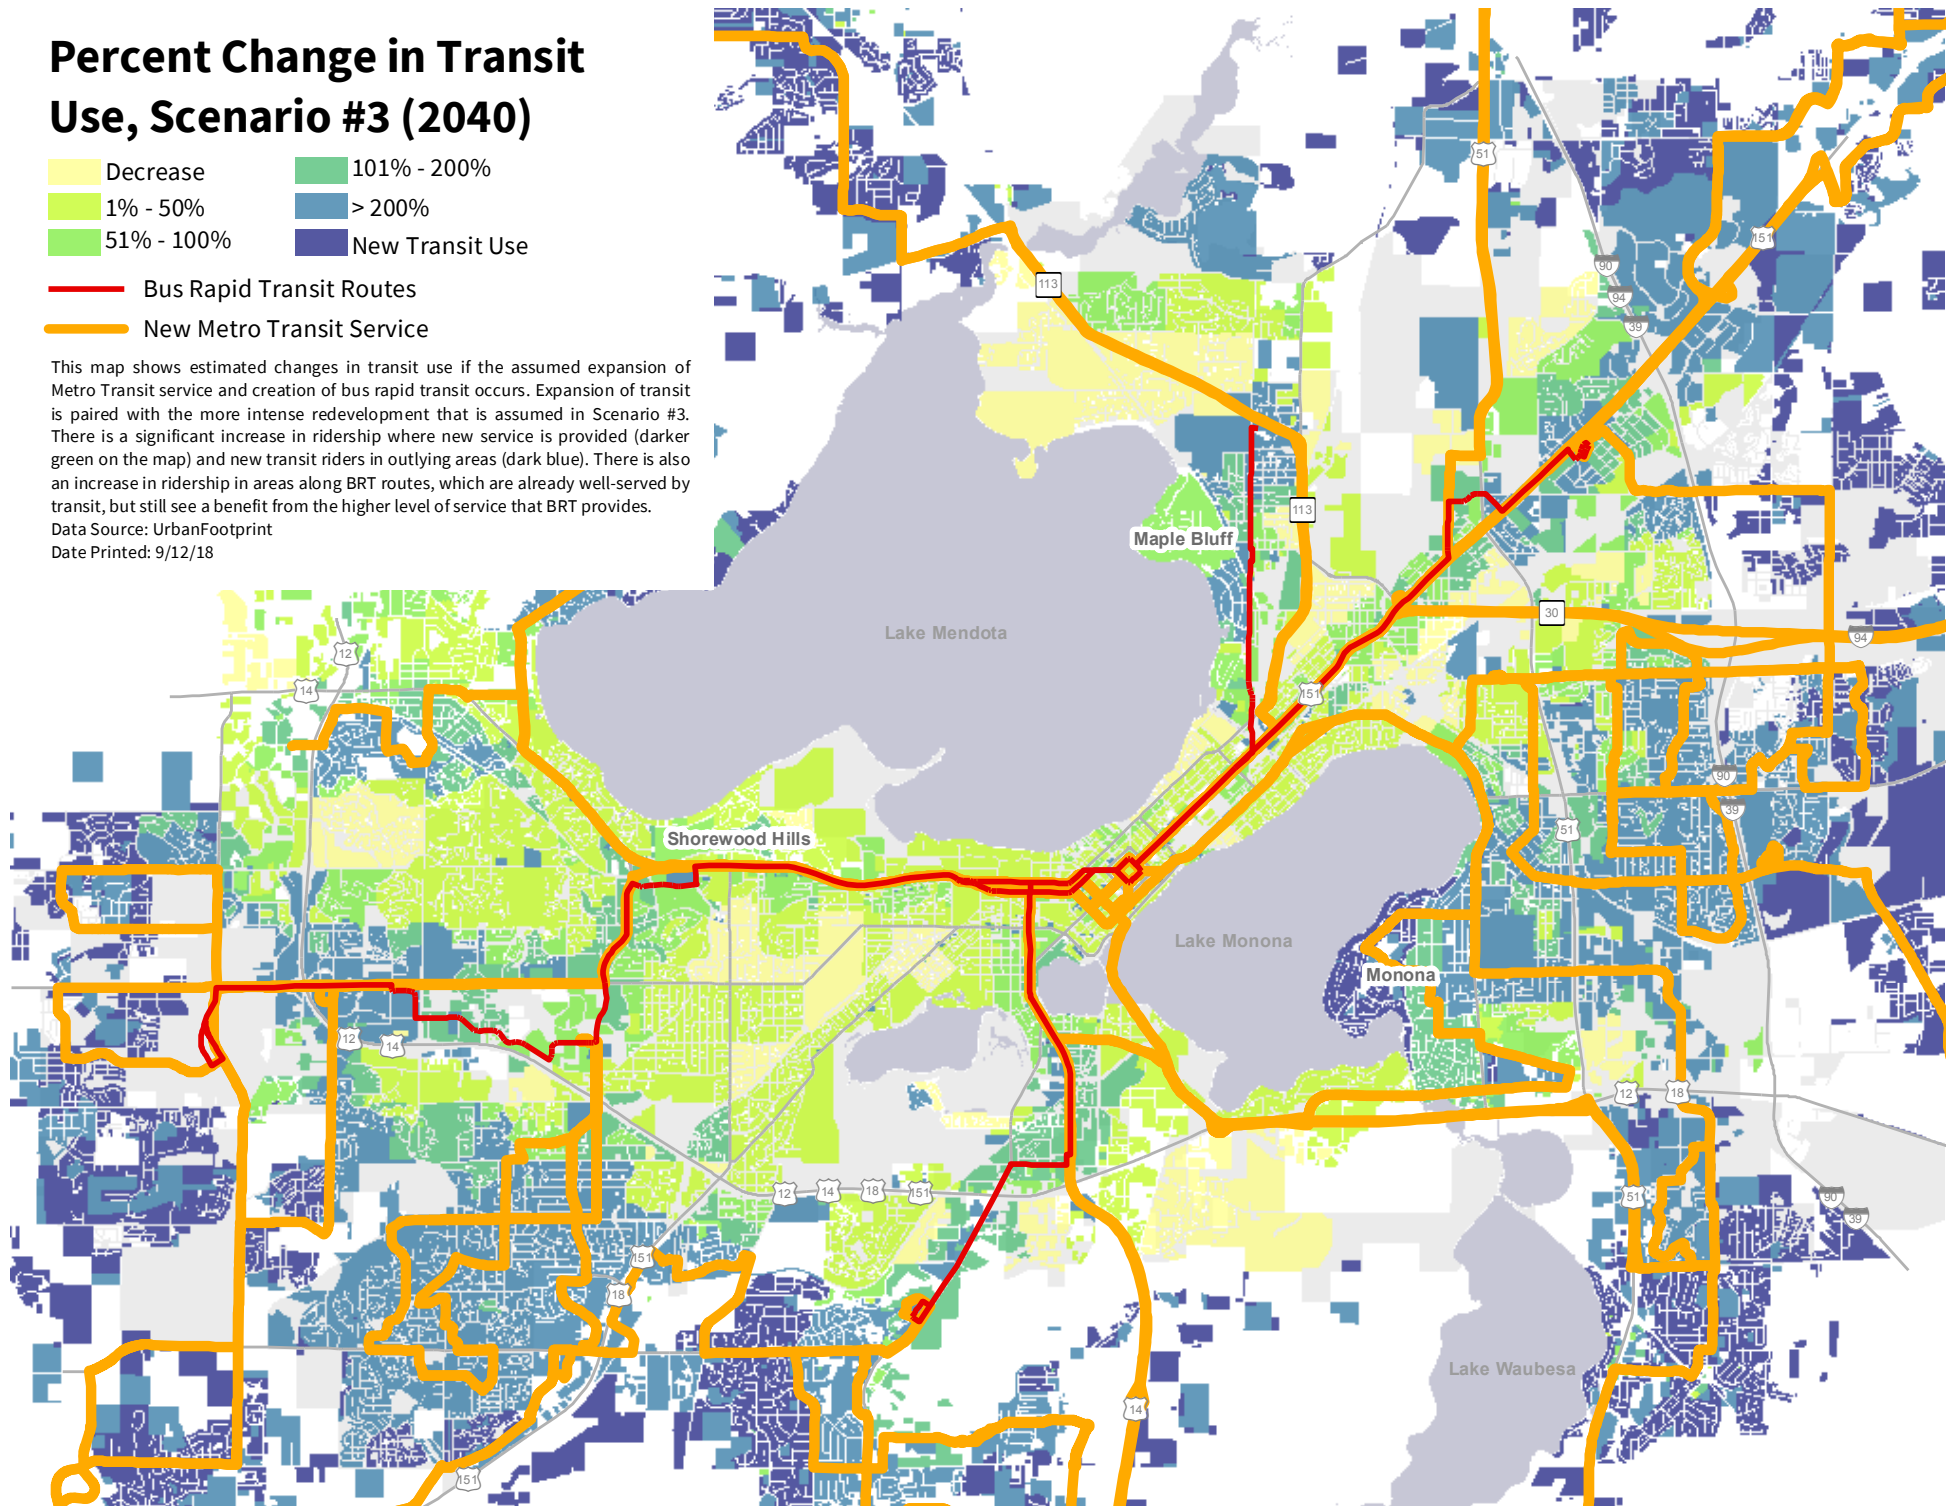 Percent Change in Transit
Use, Scenario #3 (2040)
Decrease
1% - 50%
51% - 100%
101% - 200%
> 200%
New Transit Use
Bus Rapid Transit Routes
New Metro Transit Service
This map shows estimated changes in transit use if the assumed expansion of
Metro Transit service and creation of bus rapid transit occurs. Expansion of transit
is paired with the more intense redevelopment that is assumed in Scenario #3.
There is a significant increase in ridership where new service is provided (darker
green on the map) and new transit riders in outlying areas (dark blue). There is also
an increase in ridership in areas along BRT routes, which are already well-served by
transit, but still see a benefit from the higher level of service that BRT provides.
Data Source: UrbanFootprint
Date Printed: 9/12/18
51
151
90
94
39
113
113
Maple Bluff
30
94
Lake Mendota
12
14
151
90
39
51
Shorewood Hills
Lake Monona
Monona
12
14
12
18
12
14
18
151
51
90
39
151
18
Lake Waubesa
14
151